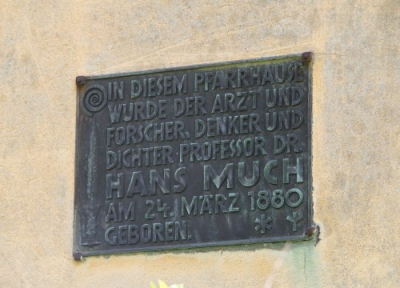 IN DIESEM PFARRHAUSE
WURDE DER ARZT UND
FORSCHER, DENKER UND
DICHTER PROFESSOR DR.
HANS MUCH
AM 24. MÄRZ 1880
GEBOREN.